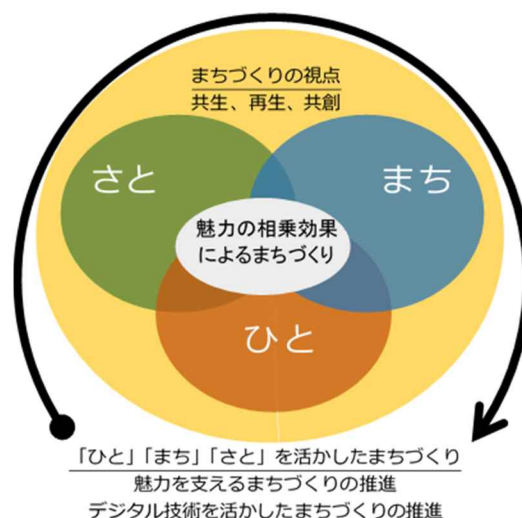 まちづくりの視点
共生、再生、共創
さと
まち
魅力の相乗効果
によるまちづくり
ひと
「ひと」「まち」「さと」を活かしたまちづくり
魅力を支えるまちづくりの推進
デジタル技術を活かしたまちづくりの推進